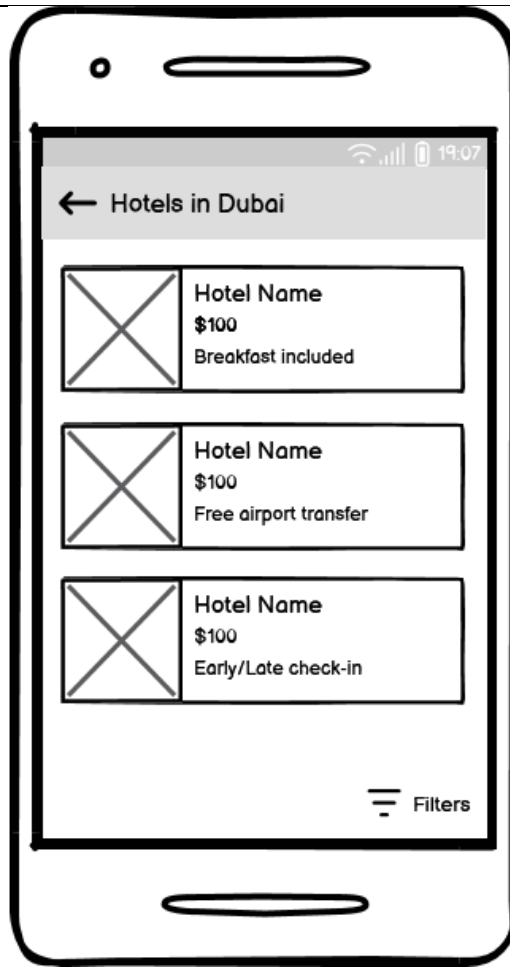 19:07
Hotels in Dubai
Hotel Name
$100
Breakfast included
Hotel Name
$100
Free airport transfer
Hotel Name
$100
Early/Late check-in
Filters